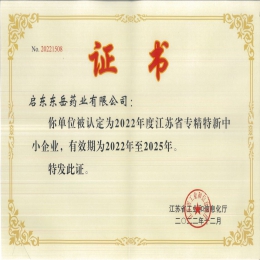 No. 20221508
证书
启东东岳药业有限公司：
你单位被认定为2022年度江苏省专精特新中
小企业，有效期为2022年至2025年。
特发此证。
江苏省工业和信息化厅
二〇二二年十二月